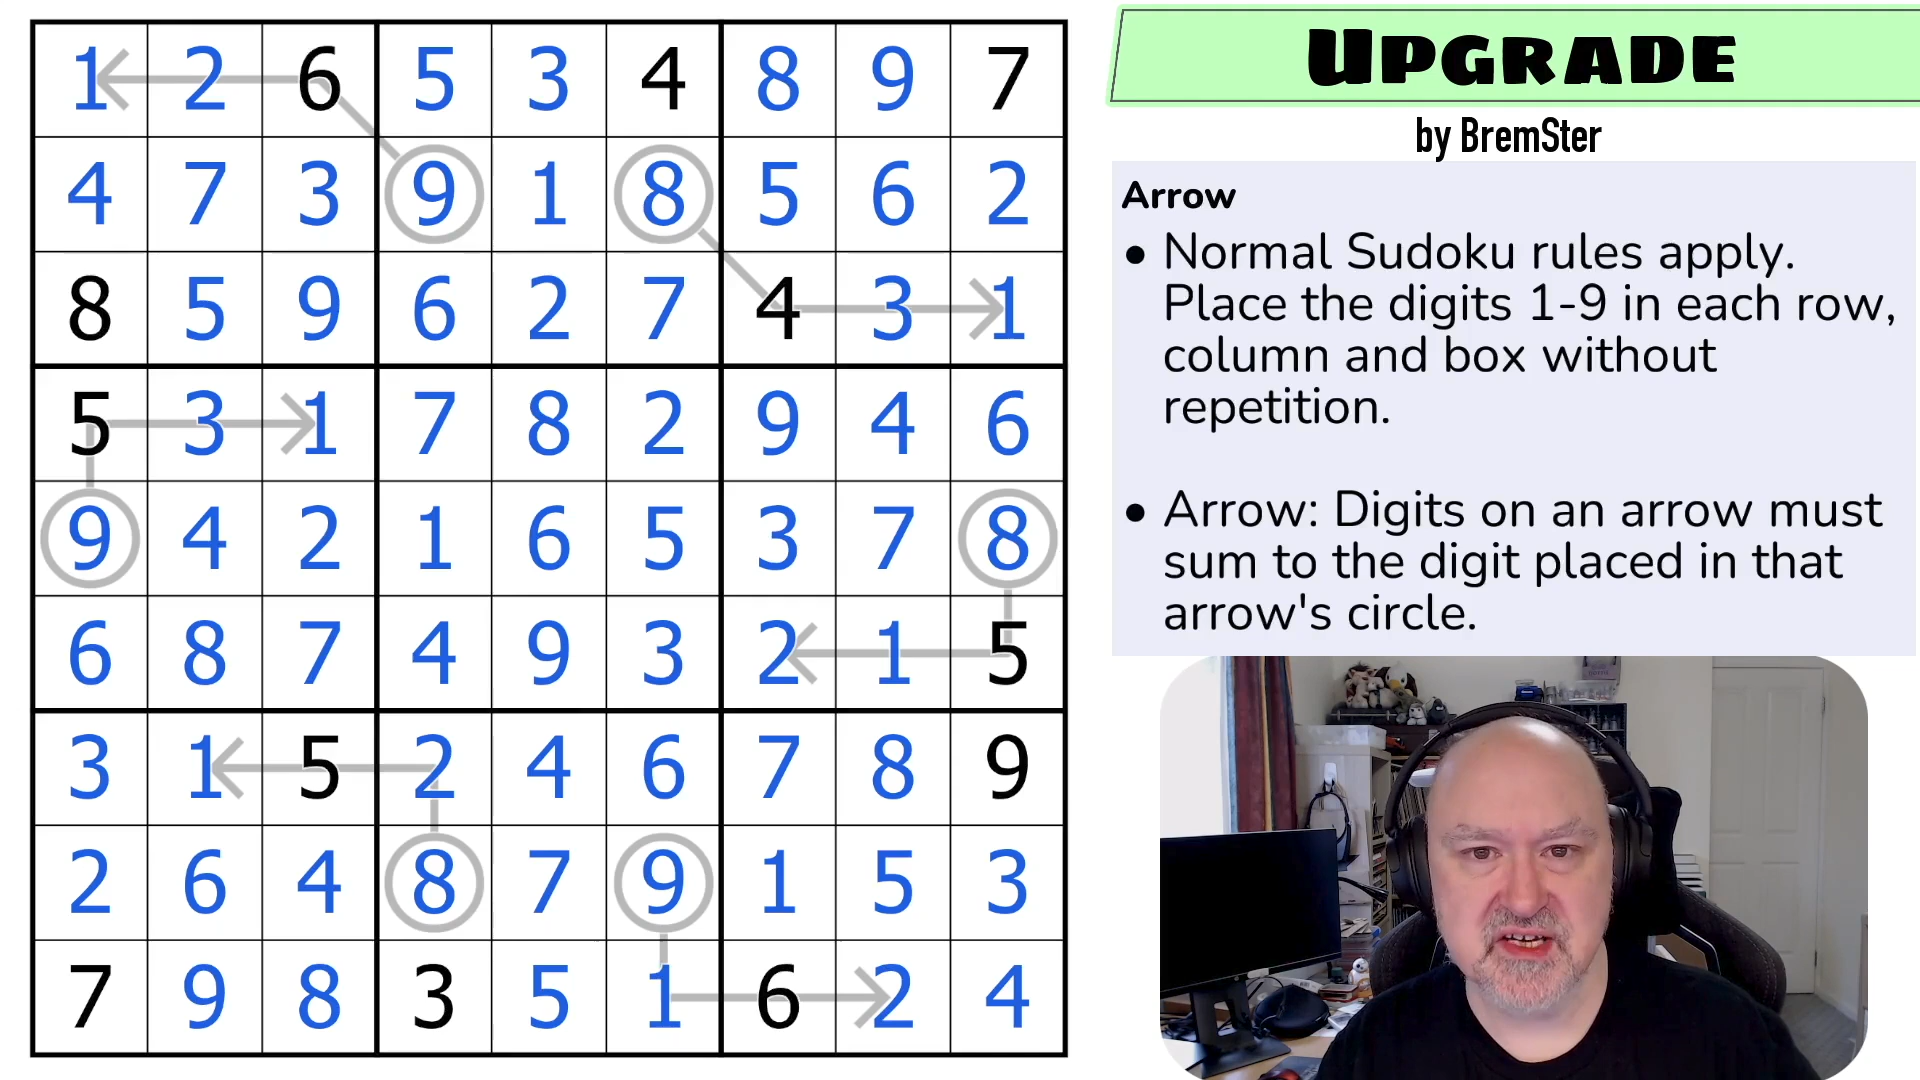 1 2 6 5 3 4 8 9 7
4 7 3 9 1 8 5 6 2
8 5 9 6 2 7 4 3 1
5 3 1 7 8 2 9 4 6
9 4 2 1 6 5 3 7 8
6 8 7 4 9 3 2 1 5
3 1 5 2 4 6 7 8 9
2 6 4 8 7 9 1 5 3
7 9 8 3 5 1 6 2 4
UPGRADE
by BremSter
Arrow
• Normal Sudoku rules apply.
Place the digits 1-9 in each row,
column and box without
repetition.
• Arrow: Digits on an arrow must
sum to the digit placed in that
arrow's circle.